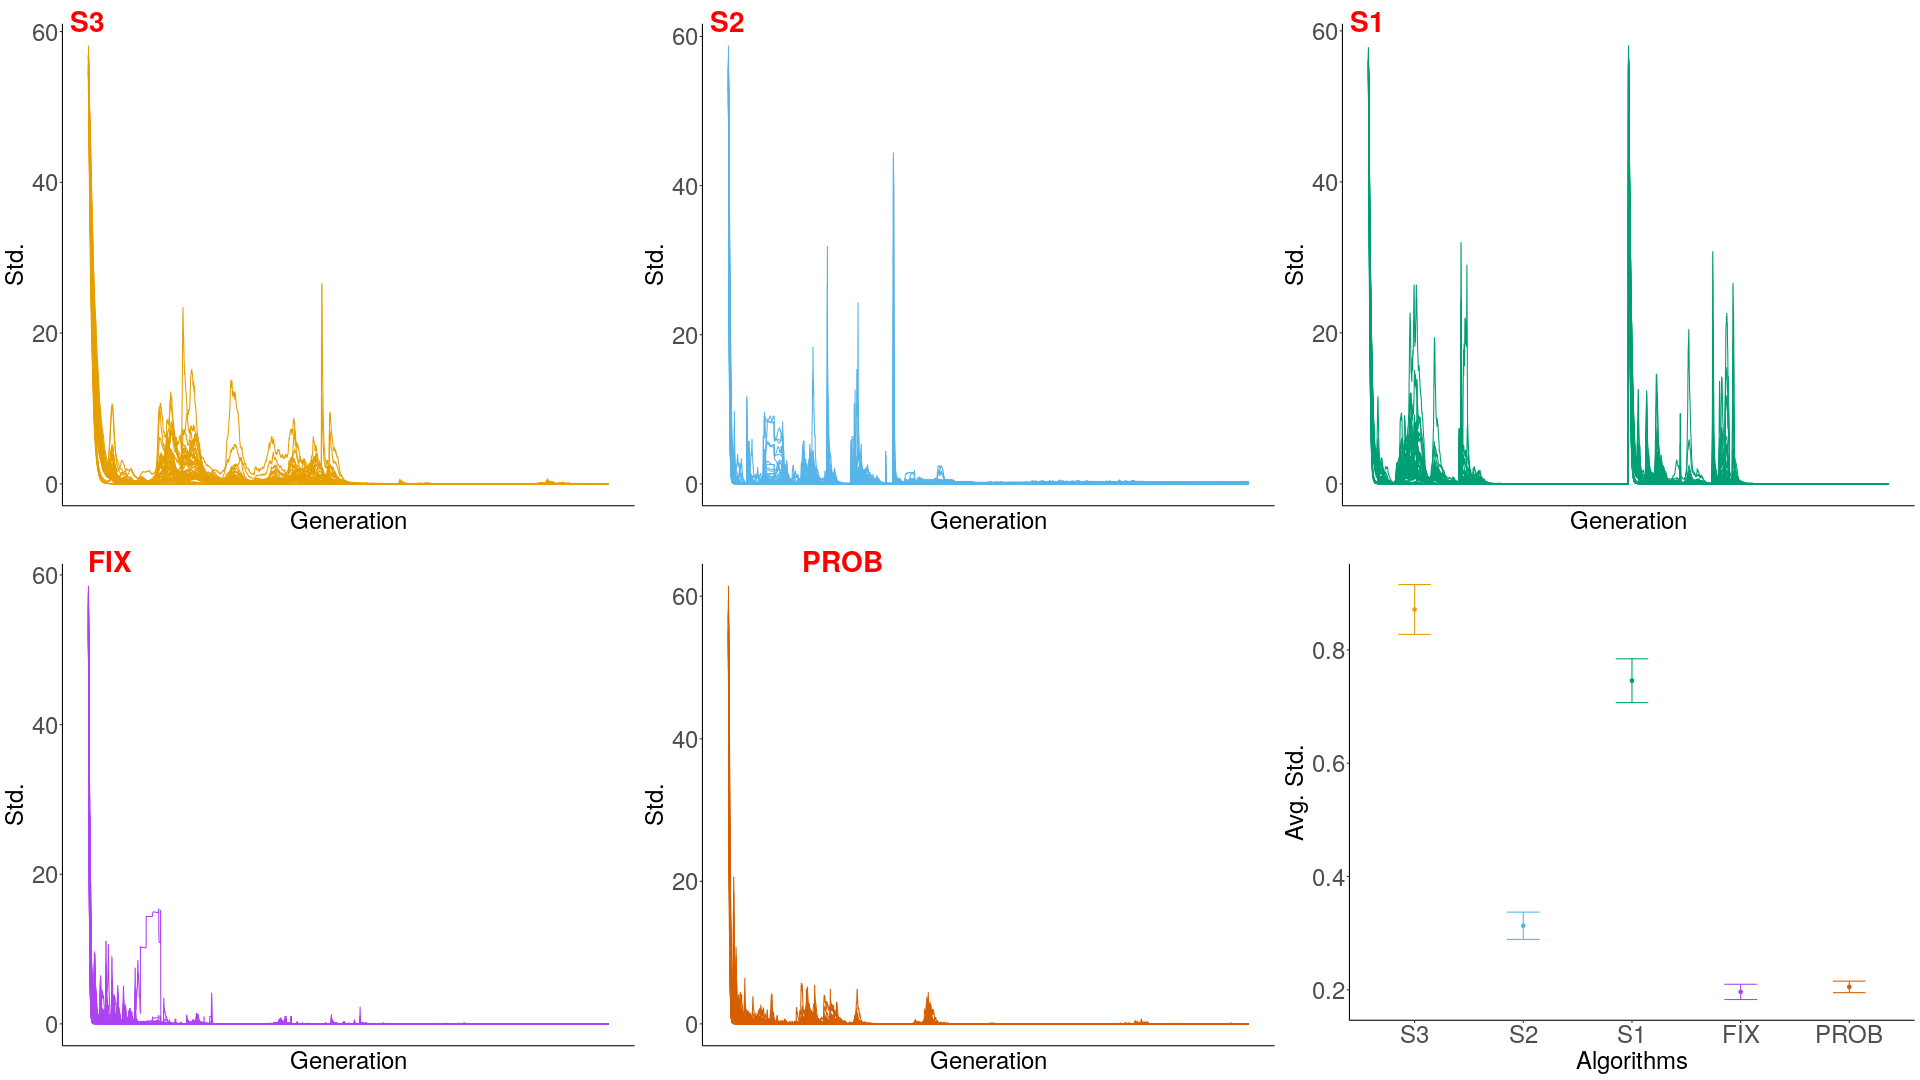 S3
60
40
20
0
Std.
Generation
S2
60
40
20
0
Std.
Generation
S1
60
40
20
0
Std.
Generation
FIX
60
40
20
0
Std.
Generation
PROB
60
40
20
0
Std.
Generation
0.8
0.6
0.4
0.2
Avg. Std.
S3 S2 S1 FIX PROB
Algorithms